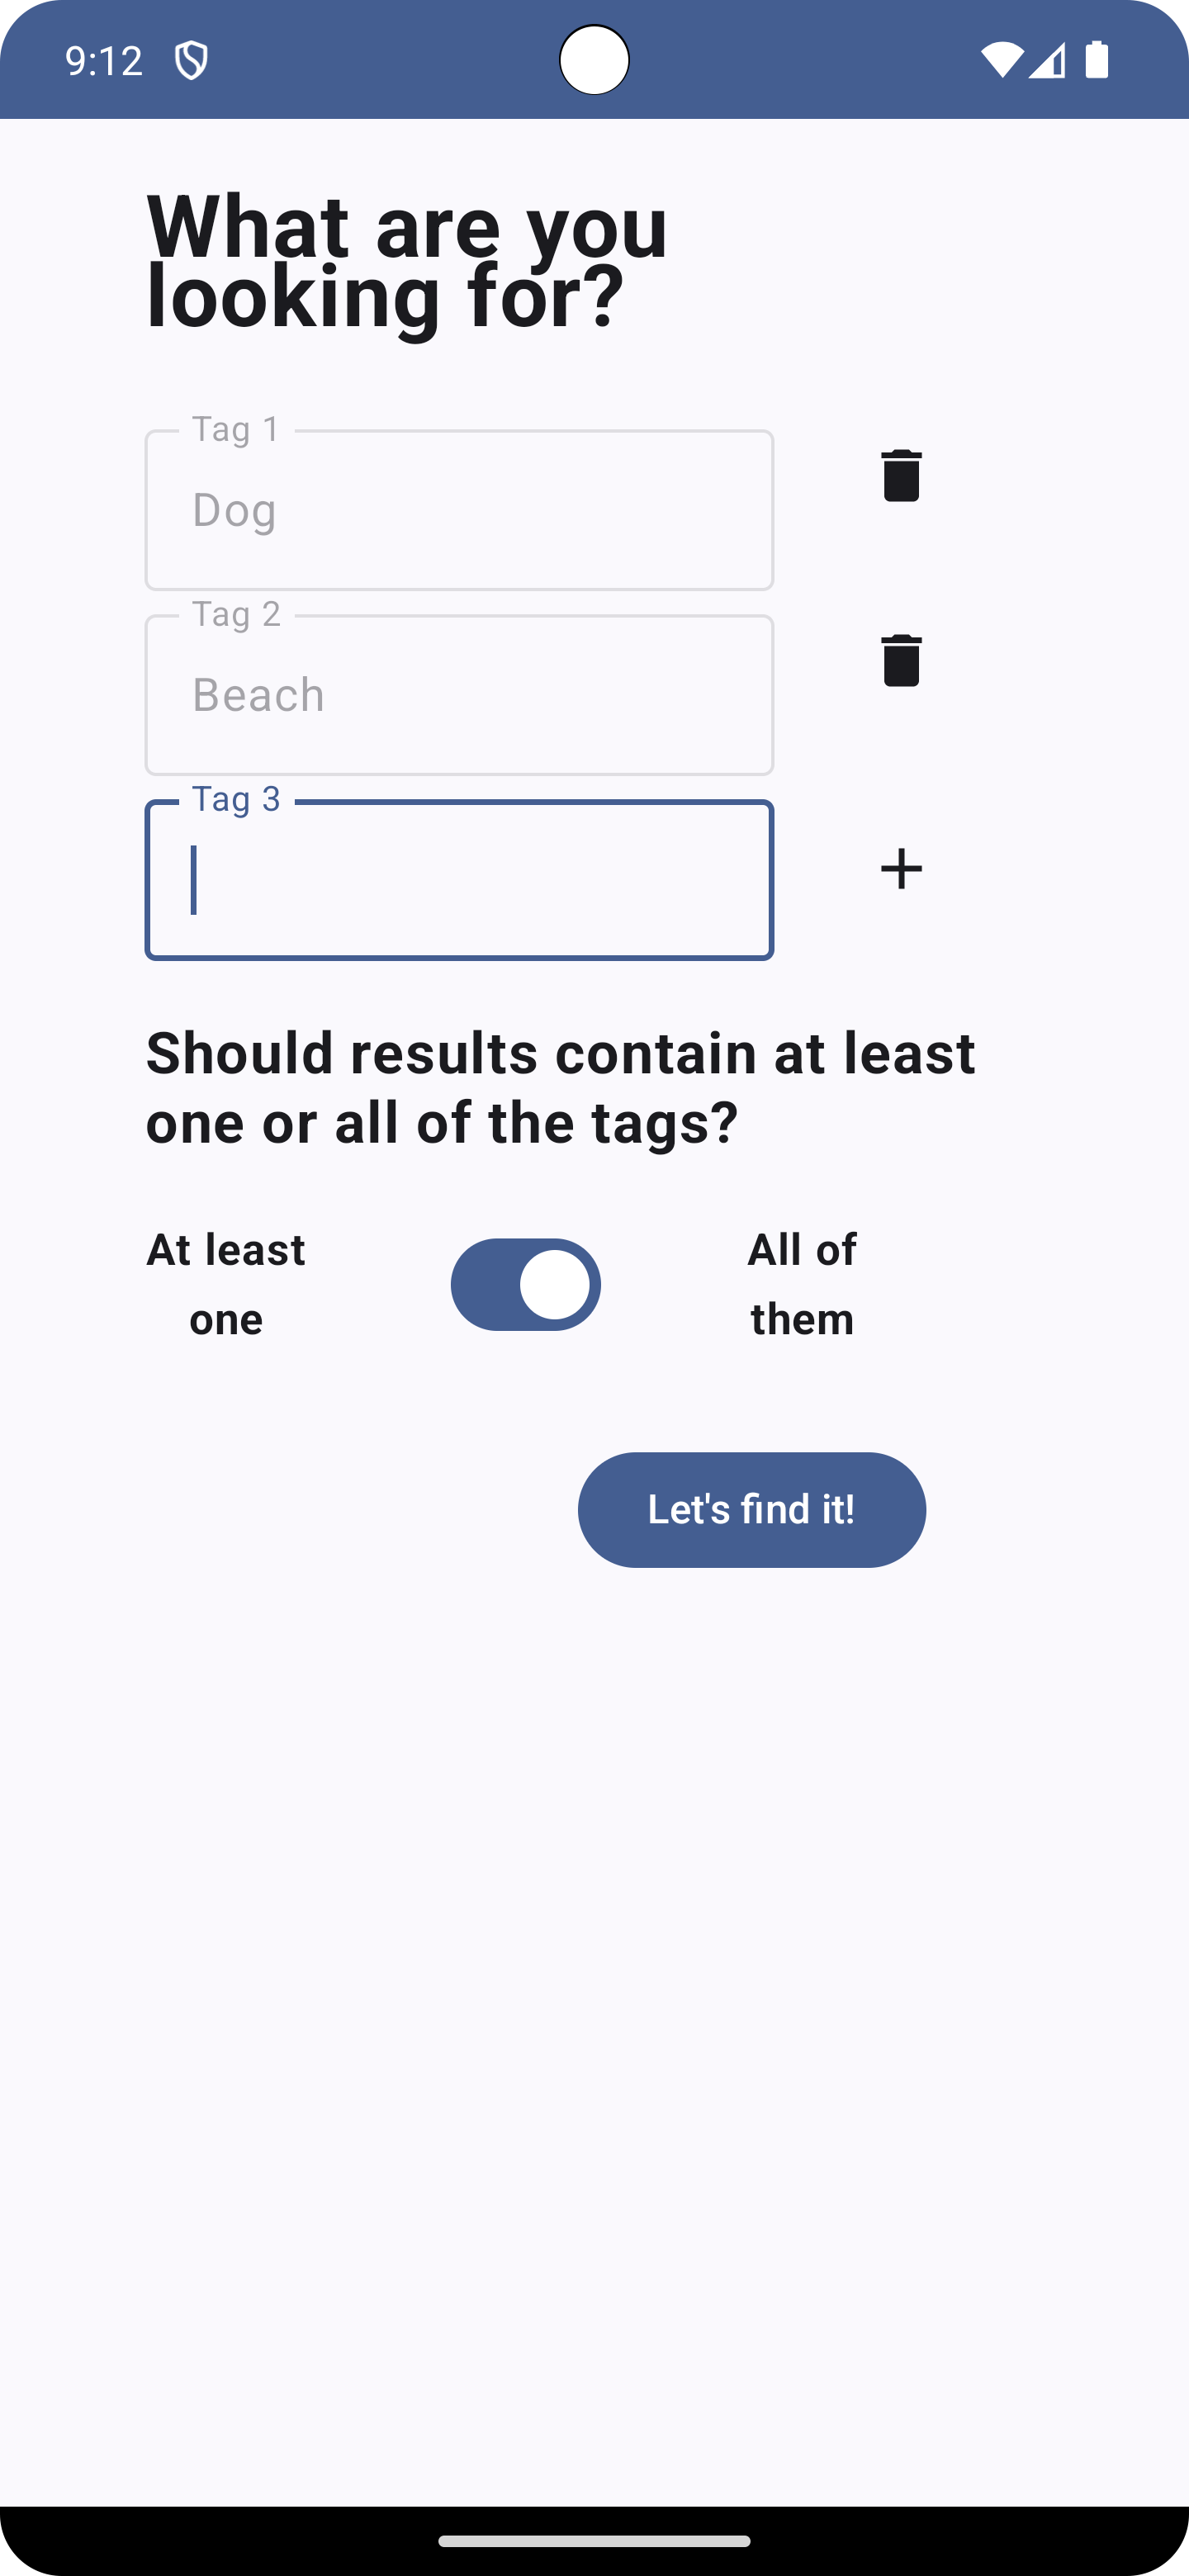 9:12
What are you
looking for?
Tag 1
Dog
Tag 2
Beach
Tag 3
Should results contain at least
one or all of the tags?
At least
one
All of
them
Let's find it!